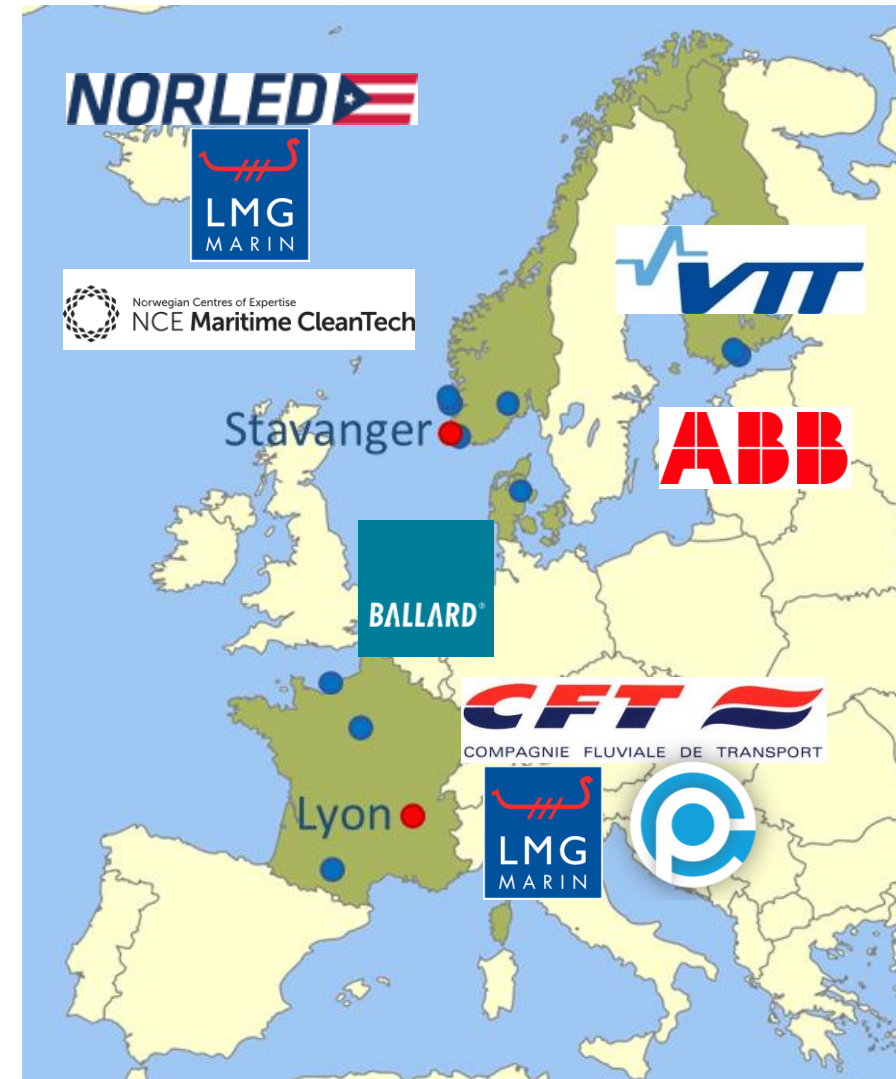 NORLED
LMG
MARIN
Norwegian Centres of Expertise
NCE Maritime CleanTech
VTT
Stavanger
ABB
BALLARD®
CFT
COMPAGNIE FLUVIALE DE TRANSPORT
Lyon
LMG
MARIN